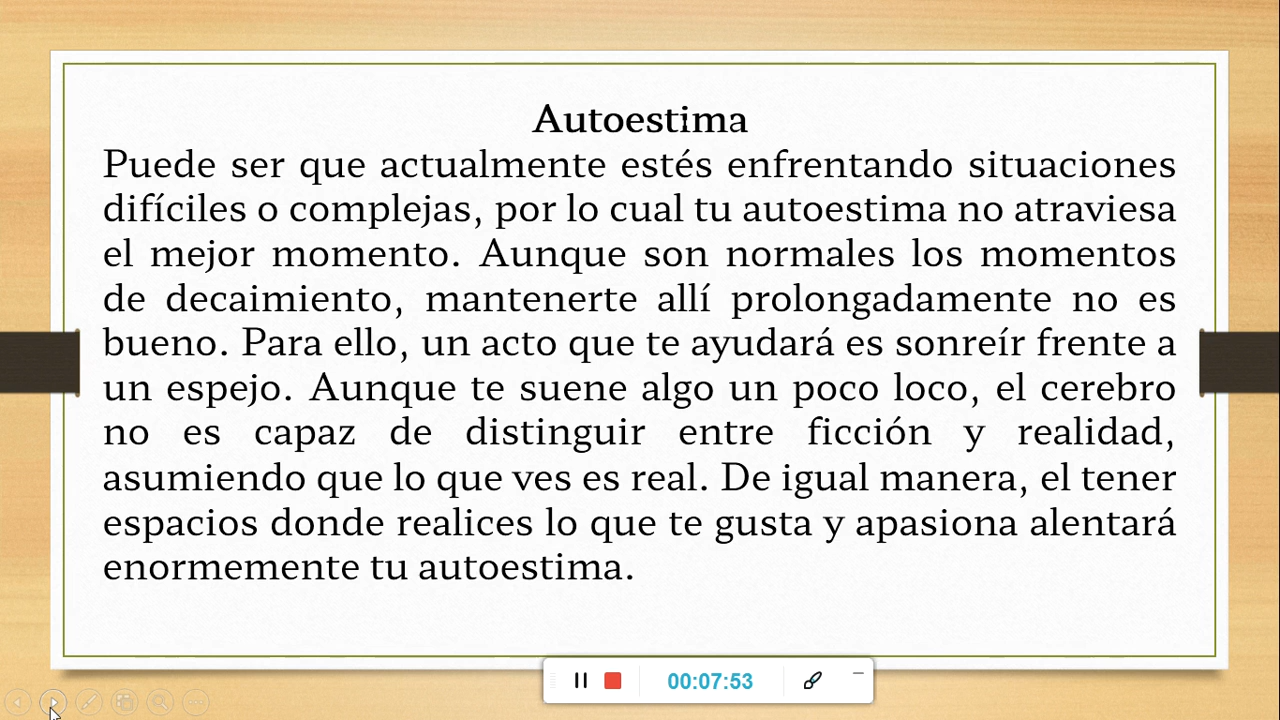 Autoestima
Puede ser que actualmente estés enfrentando situaciones
difíciles o complejas, por lo cual tu autoestima no atraviesa
el mejor momento. Aunque son normales los momentos
de decaimiento, mantenerte allí prolongadamente no es
bueno. Para ello, un acto que te ayudará es sonreír frente a
un espejo. Aunque te suene algo un poco loco, el cerebro
no es capaz de distinguir entre ficción y realidad,
asumiendo que lo que ves es real. De igual manera, el tener
espacios donde realices lo que te gusta y apasiona alentará
enormemente tu autoestima.
00:07:53